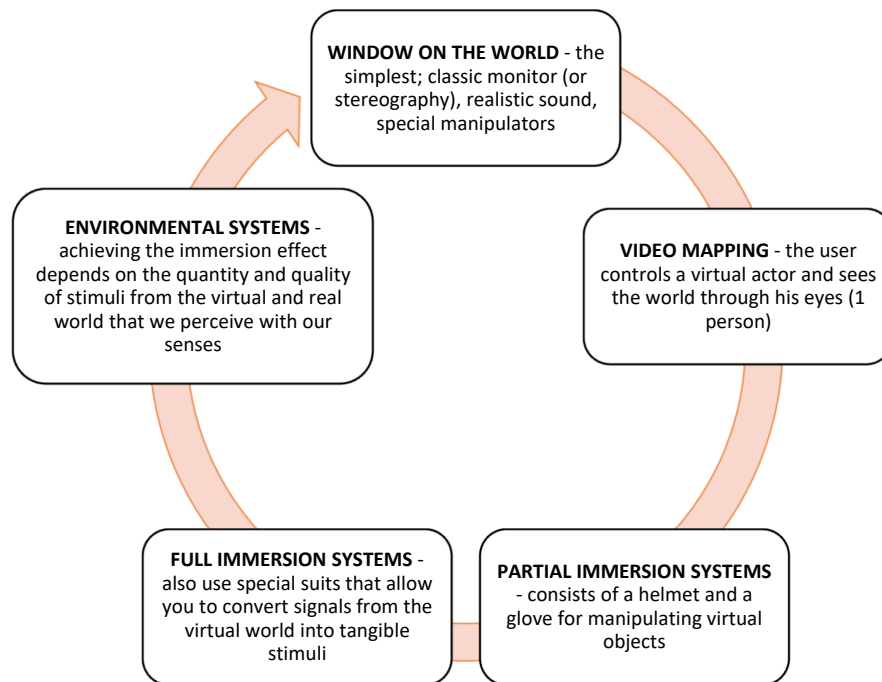 WINDOW ON THE WORLD - the
simplest; classic monitor (or
stereography), realistic sound,
special manipulators
VIDEO MAPPING - the user
controls a virtual actor and sees
the world through his eyes (1
person)
PARTIAL IMMERSION SYSTEMS
- consists of a helmet and a
glove for manipulating virtual
objects
FULL IMMERSION SYSTEMS -
also use special suits that allow
you to convert signals from the
virtual world into tangible
stimuli
ENVIRONMENTAL SYSTEMS -
achieving the immersion effect
depends on the quantity and quality
of stimuli from the virtual and real
world that we perceive with our
senses